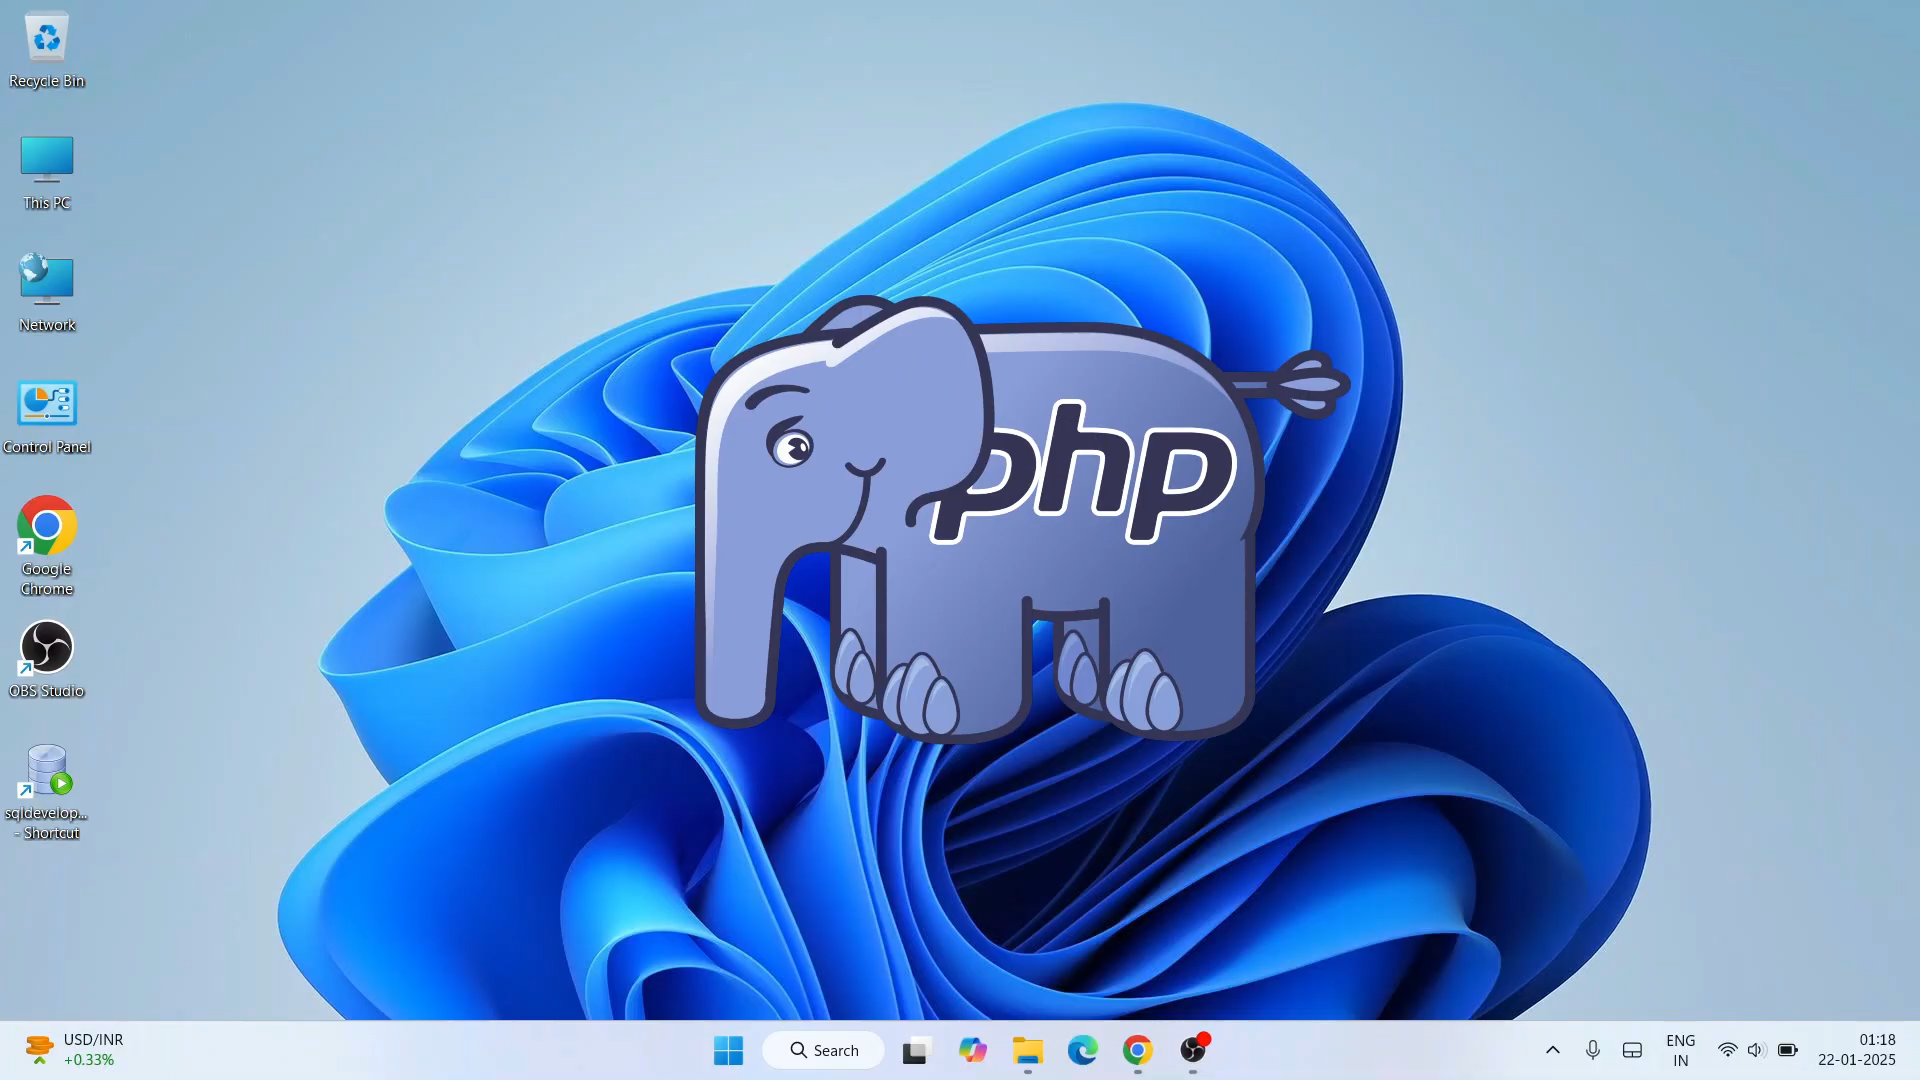 Recycle Bin
This PC
Network
Control Panel
Google
Chrome
OBS Studio
sqldevelop...
- Shortcut
php
USD/INR
+0.33%
Search
ENG
IN
01:18
22-01-2025